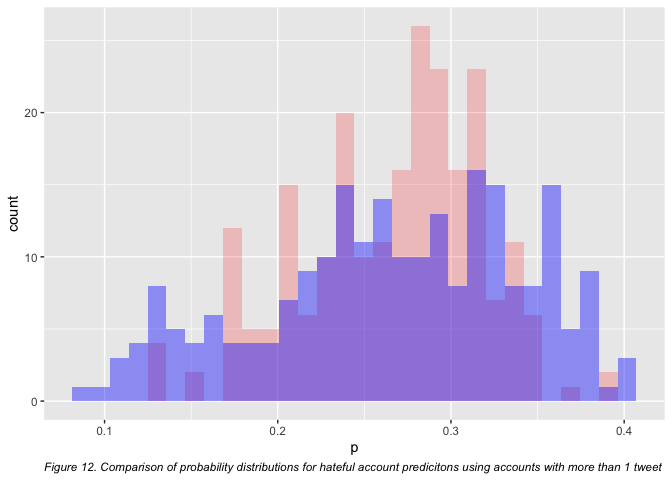 count
20
10
0
0.1
0.2
0.3
0.4
p
Figure 12. Comparison of probability distributions for hateful account predicitons using accounts with more than 1 tweet